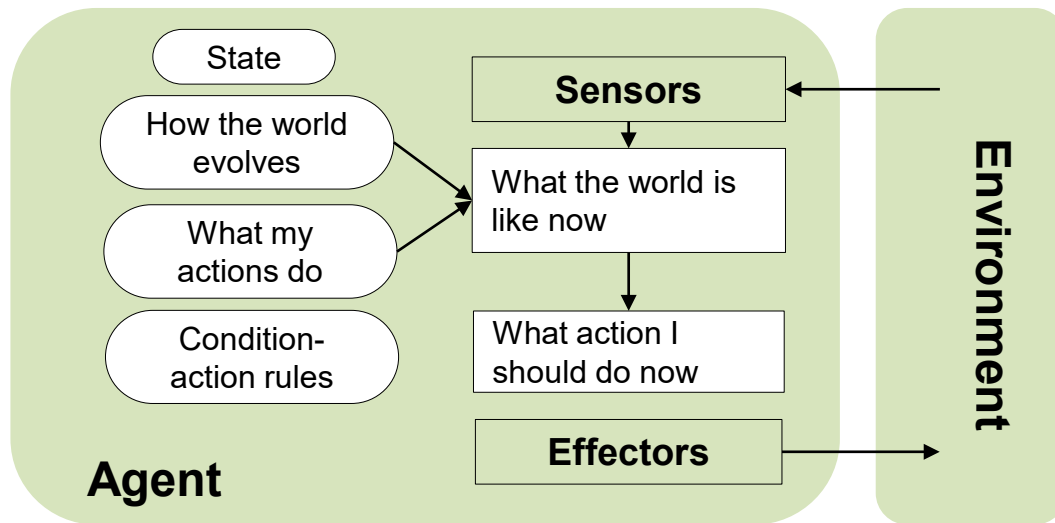 State
How the world
evolves
What my
actions do
Condition-
action rules
Sensors
What the world is
like now
What action I
should do now
Effectors
Agent
Environment